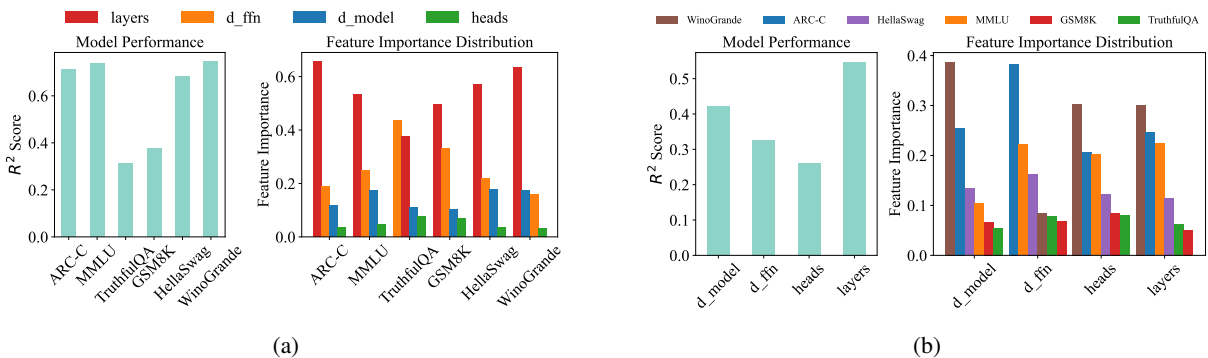 layers d_ffn d_model heads
Model Performance
R² Score
0.6
0.4
0.2
0.0
ARC-C MMLU TruthfulQA GSM8K HellaSwag WinoGrande
Feature Importance Distribution
Feature Importance
0.6
0.4
0.2
0.0
ARC-C MMLU TruthfulQA GSM8K HellaSwag WinoGrande
(a)
WinoGrande ARC-C HellaSwag MMLU GSM8K TruthfulQA
Model Performance
R² Score
0.5
0.4
0.3
0.2
0.1
0.0
d_model d_ffn heads layers
Feature Importance Distribution
Feature Importance
0.4
0.3
0.2
0.1
0.0
d_model d_ffn heads layers
(b)